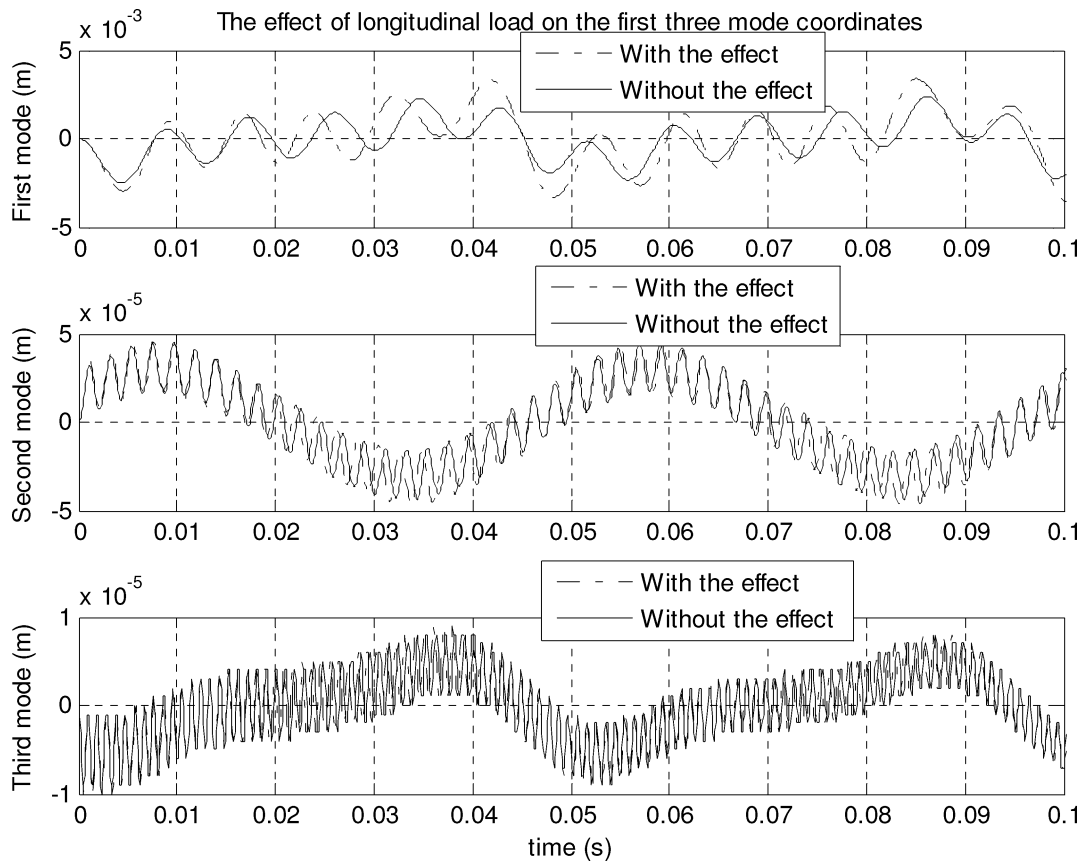 The effect of longitudinal load on the first three mode coordinates
x 10-3
With the effect
Without the effect
First mode (m)
5
0
-5
0 0.01 0.02 0.03 0.04 0.05 0.06 0.07 0.08 0.09 0.1
x 10-5
With the effect
Without the effect
Second mode (m)
5
0
-5
0 0.01 0.02 0.03 0.04 0.05 0.06 0.07 0.08 0.09 0.1
x 10-5
With the effect
Without the effect
Third mode (m)
1
0
-1
0 0.01 0.02 0.03 0.04 0.05 0.06 0.07 0.08 0.09 0.1
time (s)